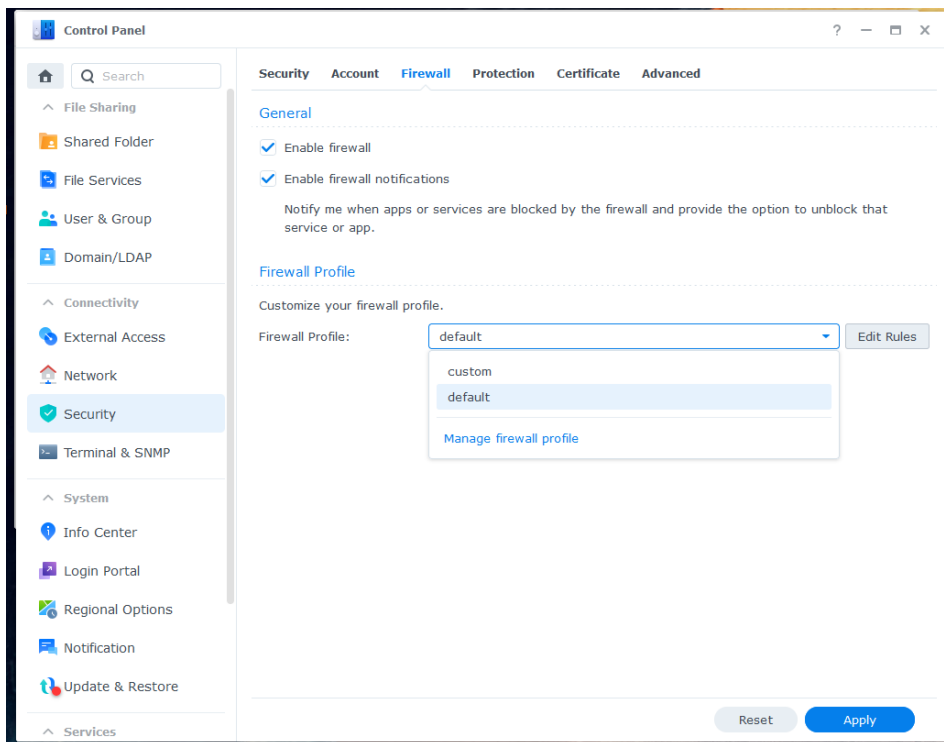 Control Panel
?
Search
File Sharing
Shared Folder
File Services
User & Group
Domain/LDAP
Connectivity
External Access
Network
Security
Terminal & SNMP
System
Info Center
Login Portal
Regional Options
Notification
Update & Restore
Services
Security Account Firewall Protection Certificate Advanced
General
Enable firewall
Enable firewall notifications
Notify me when apps or services are blocked by the firewall and provide the option to unblock that
service or app.
Firewall Profile
Customize your firewall profile.
Firewall Profile: default Edit Rules
custom
default
Manage firewall profile
Reset Apply